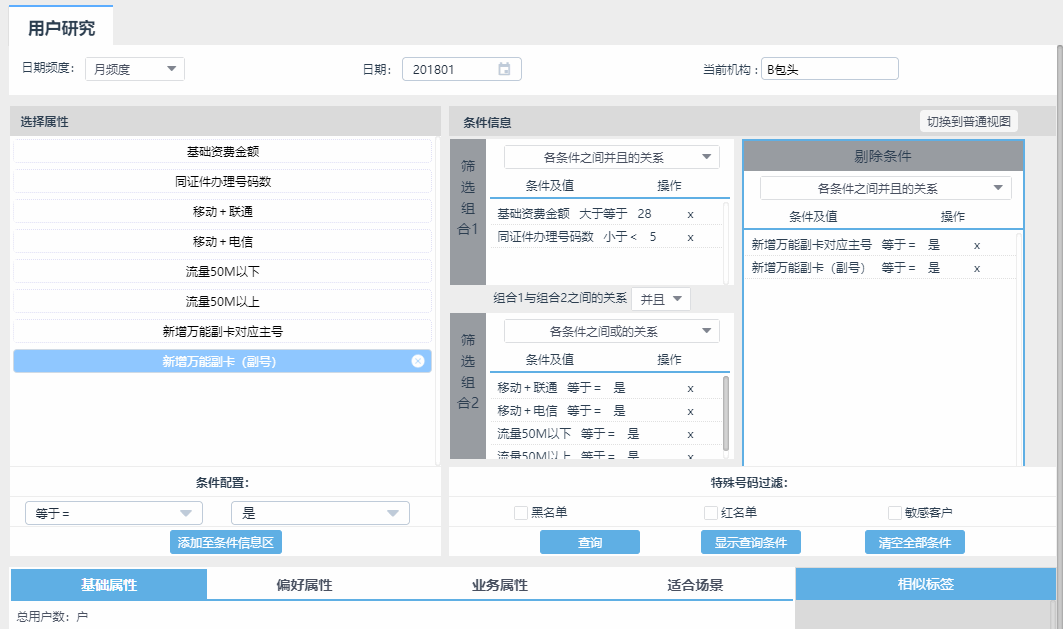 用户研究
日期频度： 月频度 日期： 201801 当前机构： B包头
选择属性
基础资费金额
同证件办理号码数
移动＋联通
移动＋电信
流量50M以下
流量50M以上
新增万能副卡对应主号
新增万能副卡（副号）
条件配置：
等于＝ 是
添加至条件信息区
条件信息 切换到普通视图
筛选组合1
各条件之间并且的关系
条件及值 操作
基础资费金额 大于等于 28 x
同证件办理号码数 小于＜ 5 x
组合1与组合2之间的关系 并且
筛选组合2
各条件之间或的关系
条件及值 操作
移动＋联通 等于＝ 是 x
移动＋电信 等于＝ 是 x
流量50M以下 等于＝ 是 x
流量50M以上 等于＝ 是 x
剔除条件
各条件之间并且的关系
条件及值 操作
新增万能副卡对应主号 等于＝ 是 x
新增万能副卡（副号） 等于＝ 是 x
特殊号码过滤：
黑名单 红名单 敏感客户
查询 显示查询条件 清空全部条件
基础属性 偏好属性 业务属性 适合场景 相似标签
总用户数： 户